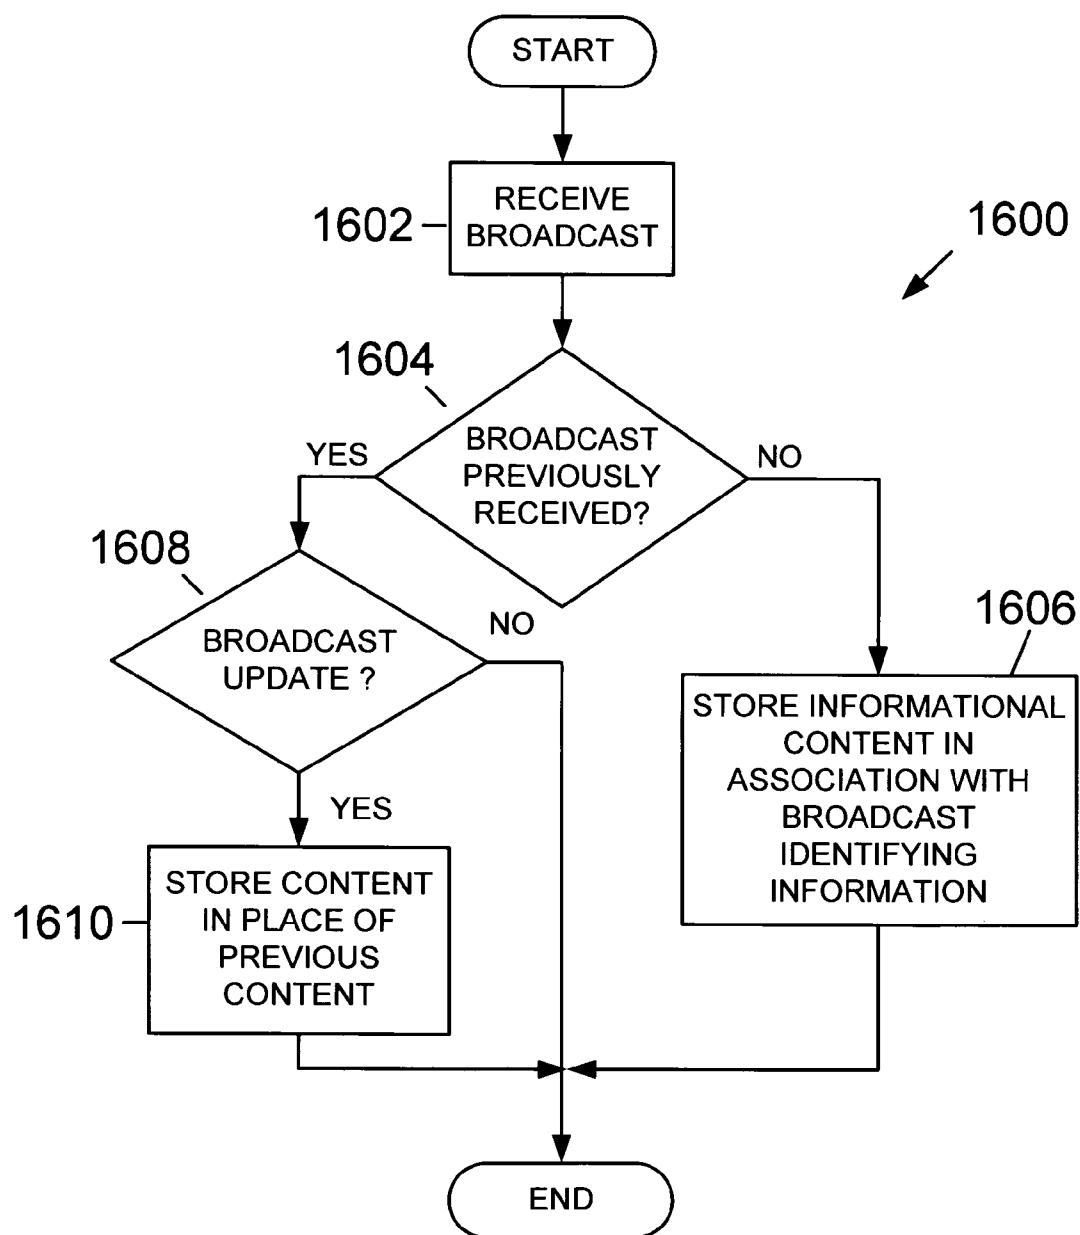 START
RECEIVE
BROADCAST
1602
1600
1604
BROADCAST
PREVIOUSLY
RECEIVED?
YES
NO
1608
BROADCAST
UPDATE ?
NO
1606
STORE INFORMATIONAL
CONTENT IN
ASSOCIATION WITH
BROADCAST
IDENTIFYING
INFORMATION
YES
STORE CONTENT
IN PLACE OF
PREVIOUS
CONTENT
1610
END